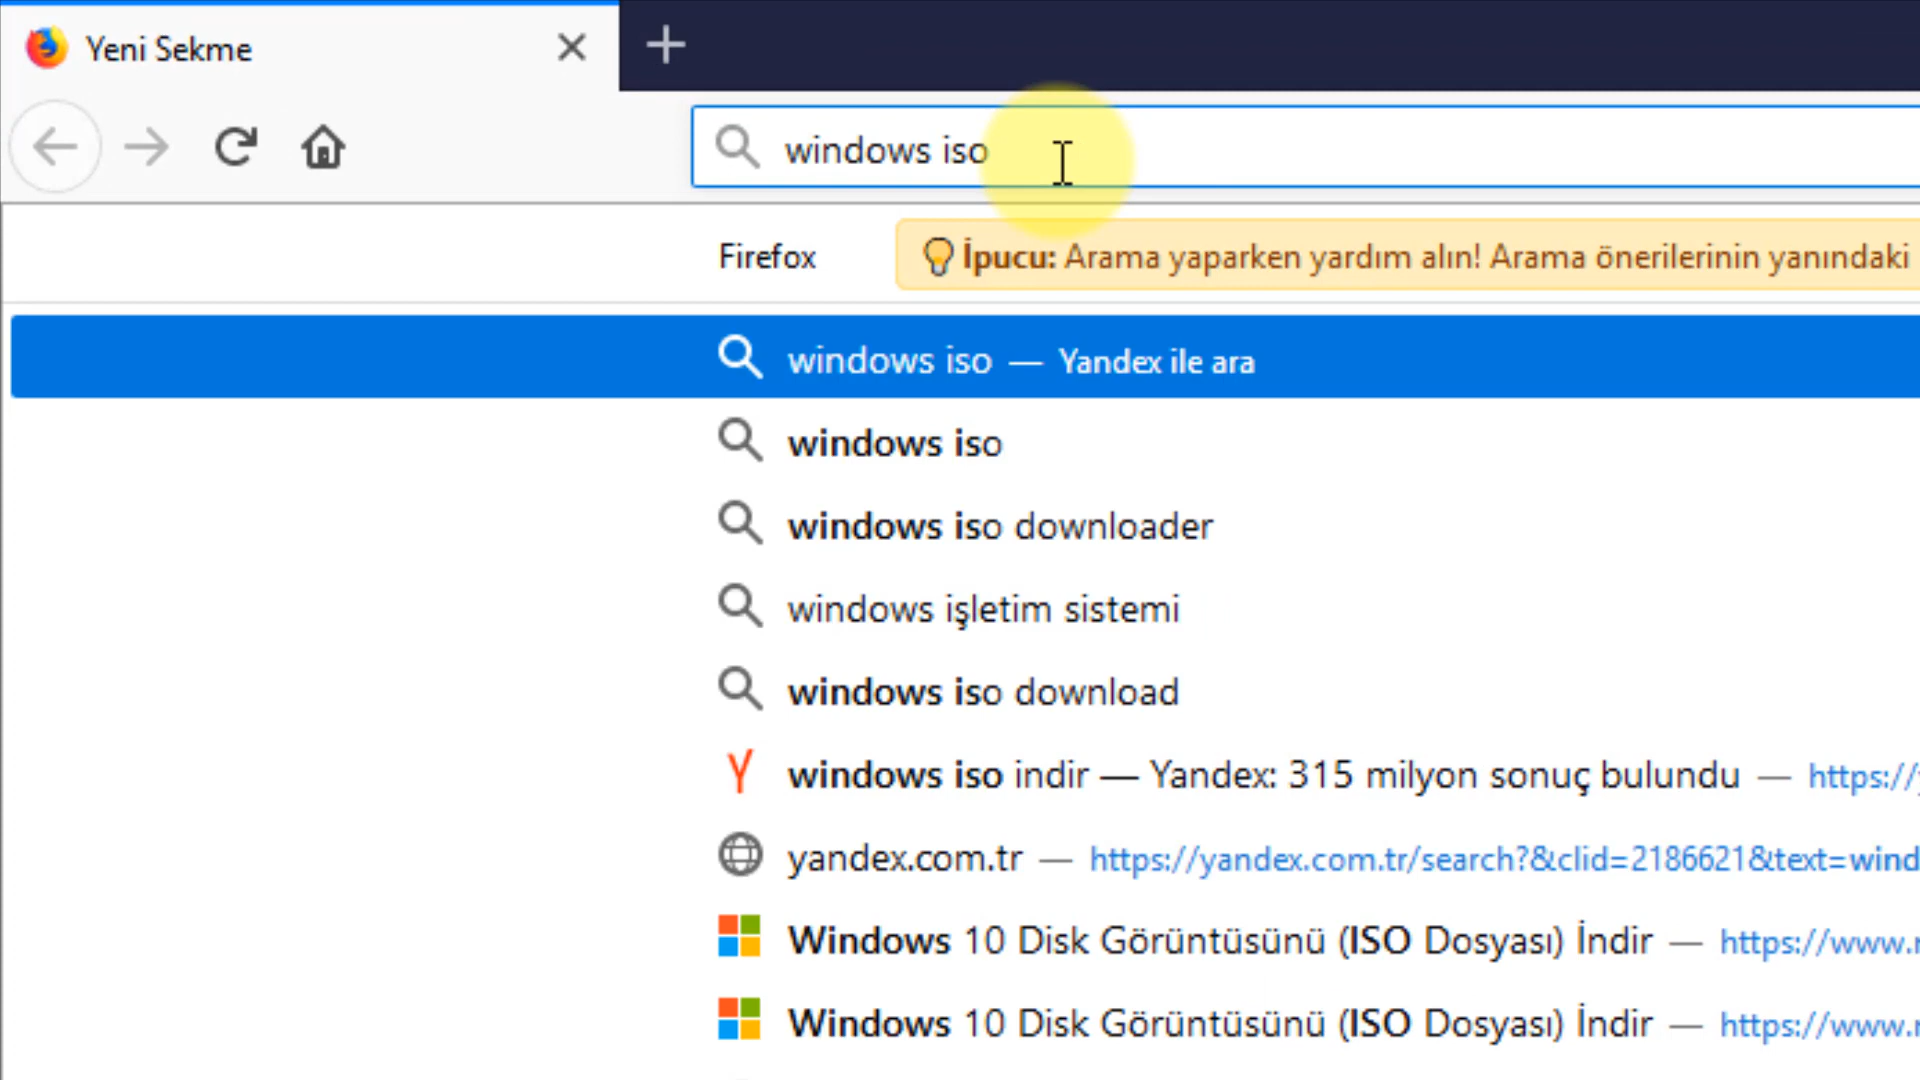 Yeni Sekme
windows iso
Firefox
İpucu: Arama yaparken yardım alın! Arama önerilerinin yanındaki
windows iso — Yandex ile ara
windows iso
windows iso downloader
windows işletim sistemi
windows iso download
windows iso indir — Yandex: 315 milyon sonuç bulundu — https://
yandex.com.tr — https://yandex.com.tr/search?&clid=2186621&text=wind
Windows 10 Disk Görüntüsünü (ISO Dosyası) İndir — https://www.
Windows 10 Disk Görüntüsünü (ISO Dosyası) İndir — https://www.